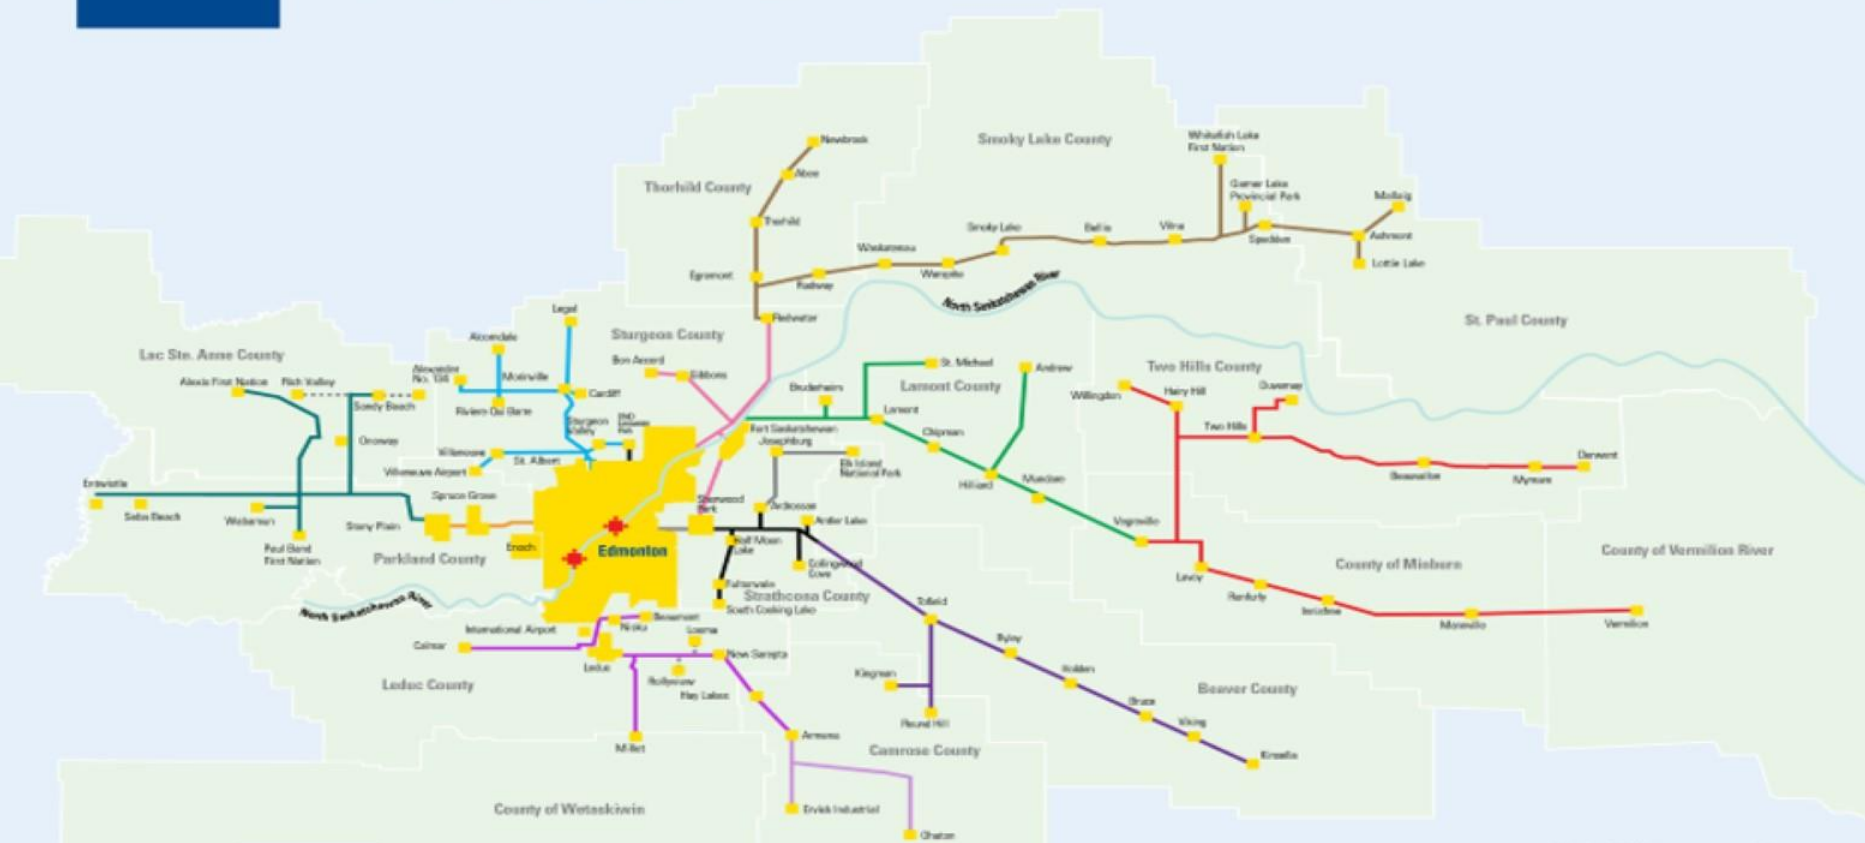 Newbrook
Smoky Lake County
Whitefish Lake
First Nation
Abee
Thorhild County
Garner Lake
Provincial Park
Mallaig
Thorhild
Smoky Lake
Bellis
Vilna
Spedden
Ashmont
Waskatenau
Egremont
Radway
Warspite
Lottie Lake
North Saskatchewan River
Legal
Redwater
St. Paul County
Sturgeon County
Alcomdale
Lac Ste. Anne County
Bon Accord
Gibbons
St. Michael
Andrew
Two Hills County
Alexander
No. 134
Morinville
Alexis First Nation
Rich Valley
Cardiff
Bruderheim
Lamont County
Willingdon
Hairy Hill
Duvernay
Sandy Beach
Riviere Qui Barre
Lamont
Sturgeon
Valley
Fort Saskatchewan
Josephburg
Chipman
Two Hills
Onoway
Villeneuve
St. Albert
Derwent
Villeneuve Airport
Elk Island
National Park
Beauvallon
Myrnam
Entwistle
Hilliard
Mundare
Spruce Grove
Sherwood
Park
Ardrossan
Seba Beach
Wabamun
Stony Plain
Antler Lake
Vegreville
Paul Band
First Nation
Enoch
Edmonton
Half Moon
Lake
Parkland County
Collingwood
Cove
County of Vermilion River
County of Minburn
Lavoy
Fultonvale
Strathcona County
Ranfurly
North Saskatchewan River
South Cooking Lake
Tofield
Innisfree
Mannville
Vermilion
International Airport
Nisku
Beaumont
Looma
Calmar
Leduc
New Sarepta
Ryley
Rollyview
Kingman
Holden
Leduc County
Hay Lakes
Beaver County
Bruce
Round Hill
Viking
Millet
Armena
Camrose County
Kinsella
County of Wetaskiwin
Ervick Industrial
Ohaton